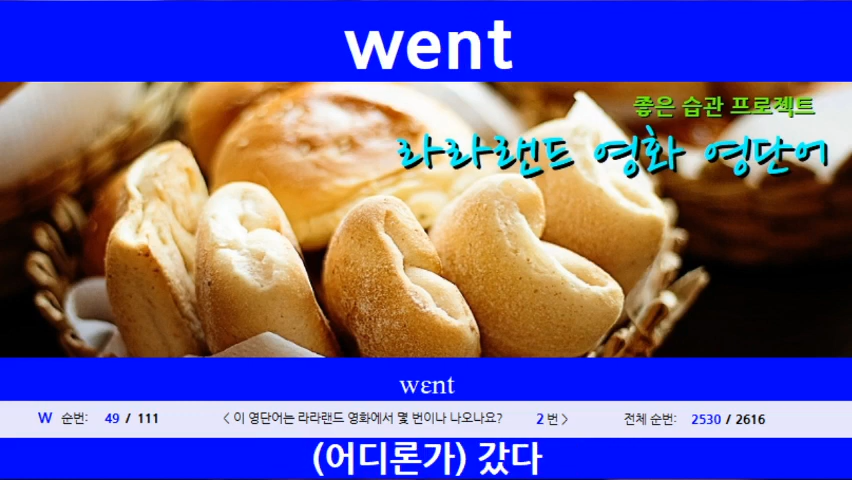 went
좋은 습관 프로젝트
라라랜드 영화 영단어
wɛnt
W 순번: 49 / 111 < 이 영단어는 라라랜드 영화에서 몇 번이나 나오나요? 2 번 > 전체 순번: 2530 / 2616
(어디론가) 갔다